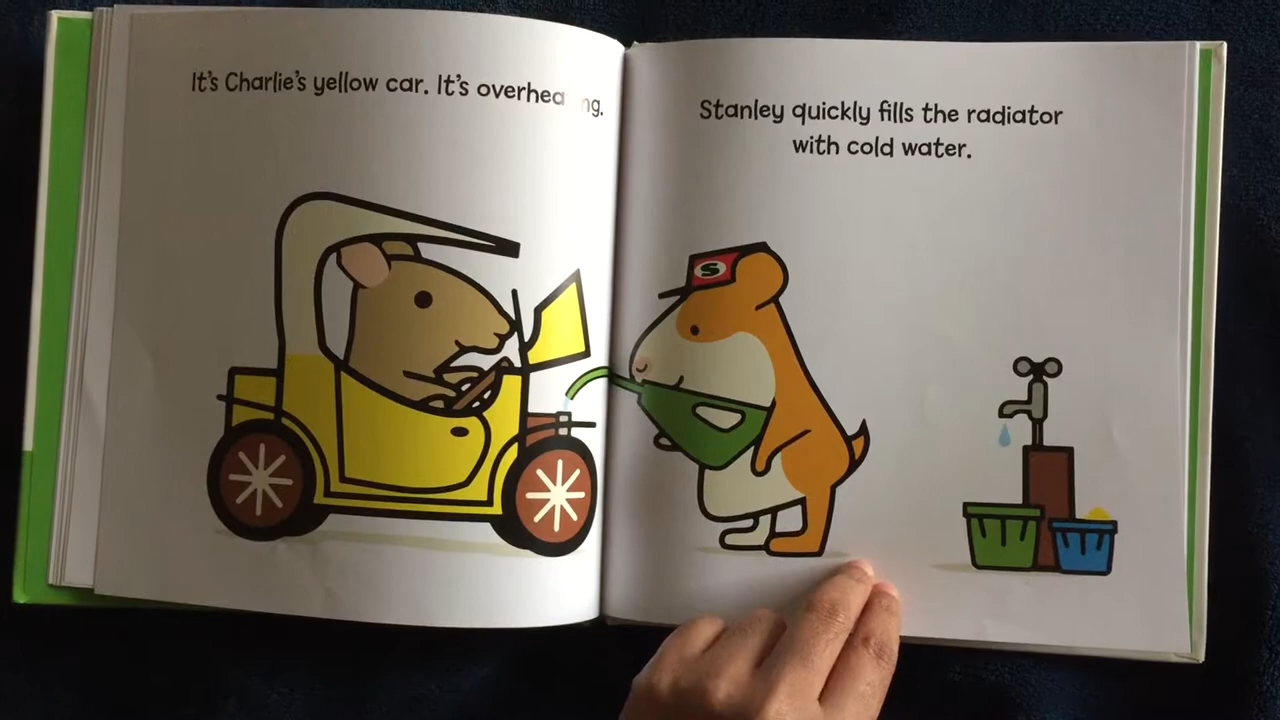 It's Charlie's yellow car. It's
Stanley quickly fills the radiator
with cold water.
S